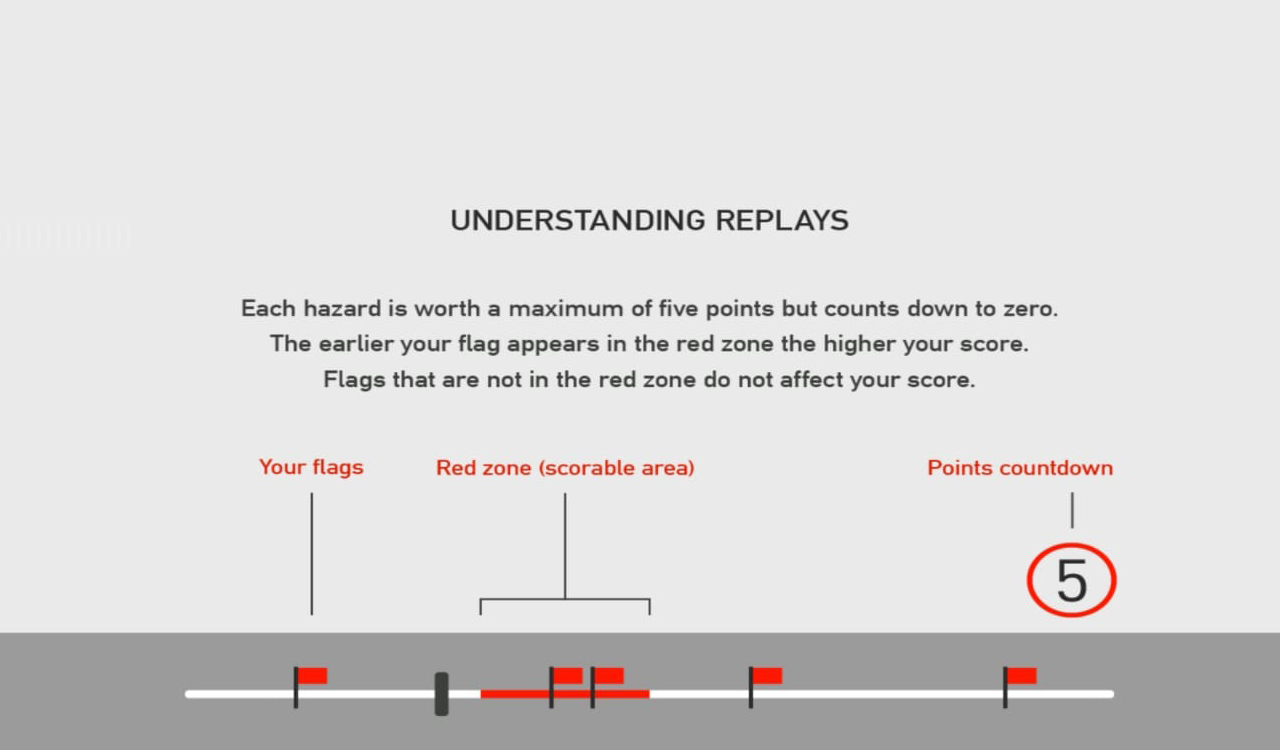 UNDERSTANDING REPLAYS
Each hazard is worth a maximum of five points but counts down to zero.
The earlier your flag appears in the red zone the higher your score.
Flags that are not in the red zone do not affect your score.
Your flags
Red zone (scorable area)
Points countdown
5